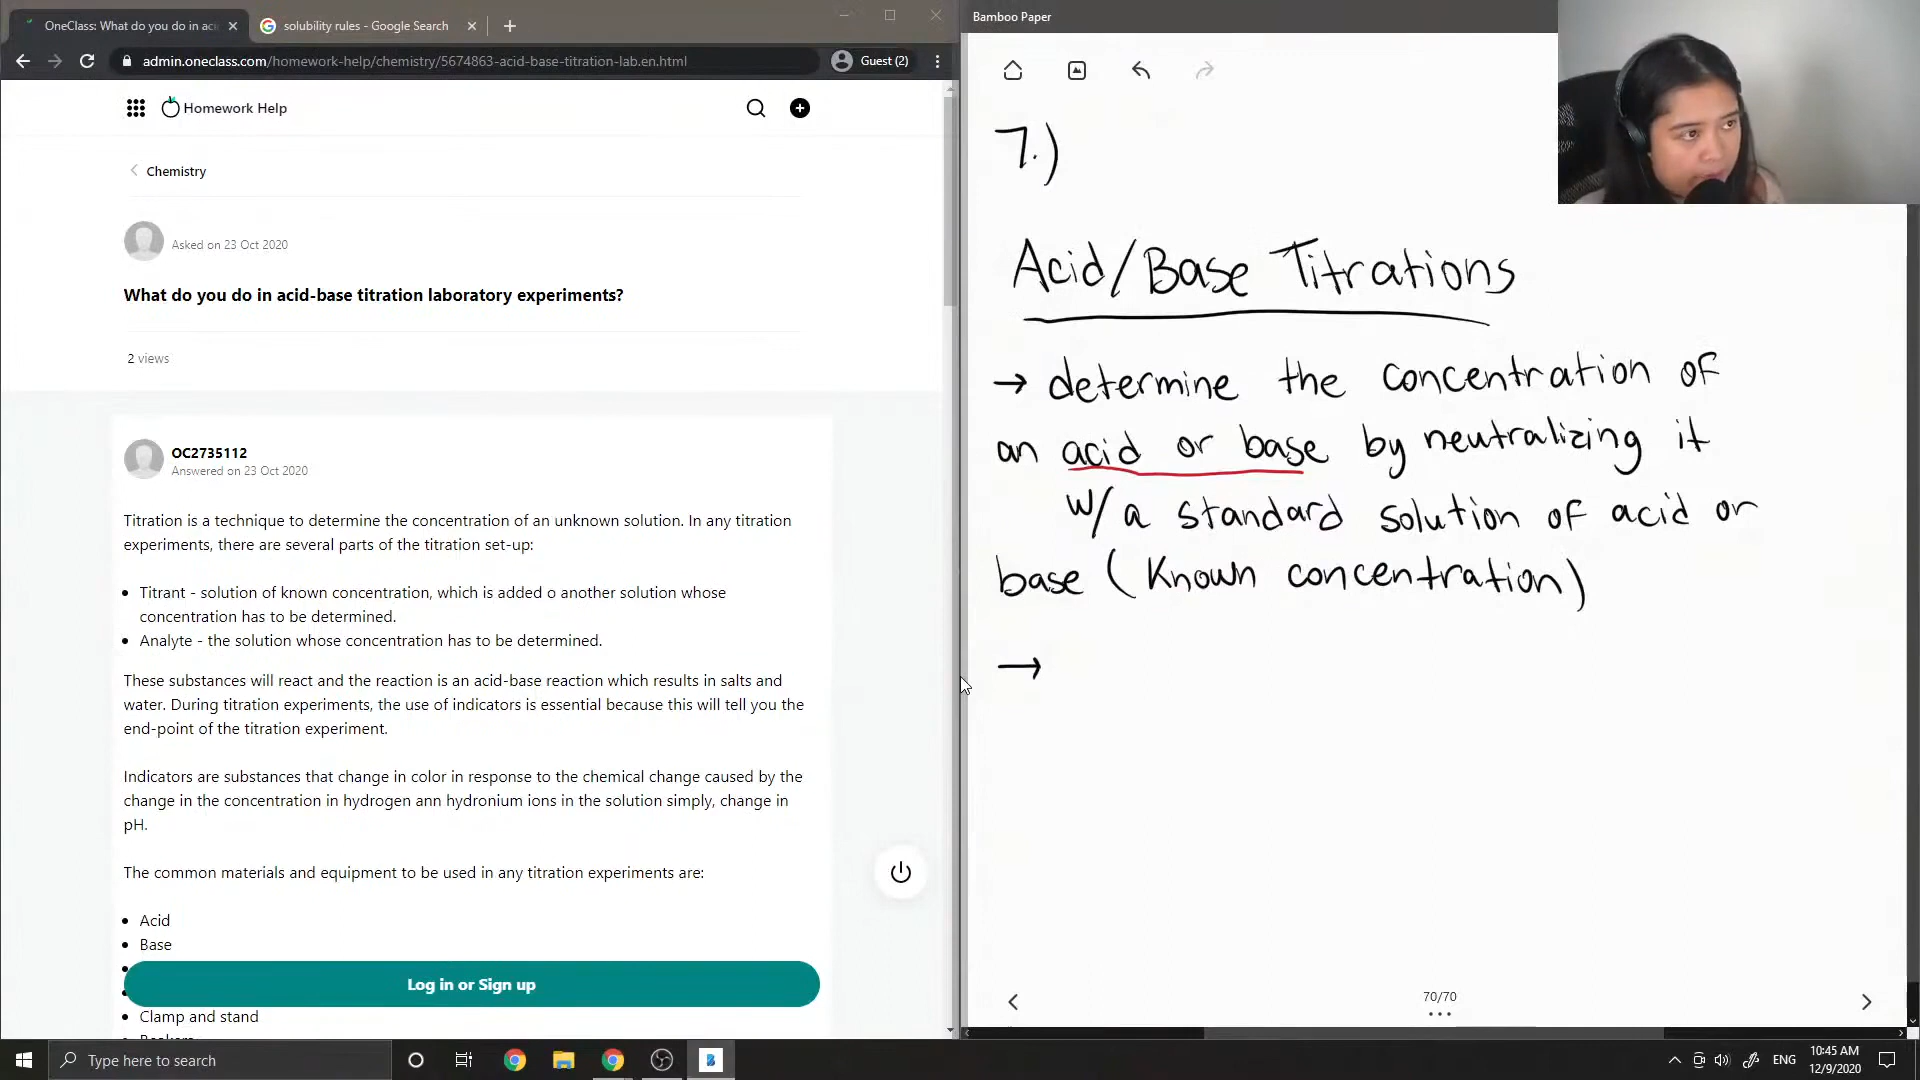 OneClass: What do you do in aci
solubility rules - Google Search
admin.oneclass.com/homework-help/chemistry/5674863-acid-base-titration-lab.en.html
Guest (2)
Homework Help
Chemistry
Asked on 23 Oct 2020
What do you do in acid-base titration laboratory experiments?
2 views
OC2735112
Answered on 23 Oct 2020
Titration is a technique to determine the concentration of an unknown solution. In any titration
experiments, there are several parts of the titration set-up:
• Titrant - solution of known concentration, which is added o another solution whose
concentration has to be determined.
• Analyte - the solution whose concentration has to be determined.
These substances will react and the reaction is an acid-base reaction which results in salts and
water. During titration experiments, the use of indicators is essential because this will tell you the
end-point of the titration experiment.
Indicators are substances that change in color in response to the chemical change caused by the
change in the concentration in hydrogen ann hydronium ions in the solution simply, change in
pH.
The common materials and equipment to be used in any titration experiments are:
• Acid
• Base
Log in or Sign up
Clamp and stand
Bamboo Paper
7.)
Acid/Base Titrations
→ determine the concentration of
an acid or base by neutralizing it
w/ a standard solution of acid or
base (Known concentration)
→
70/70
Type here to search
ENG
10:45 AM
12/9/2020